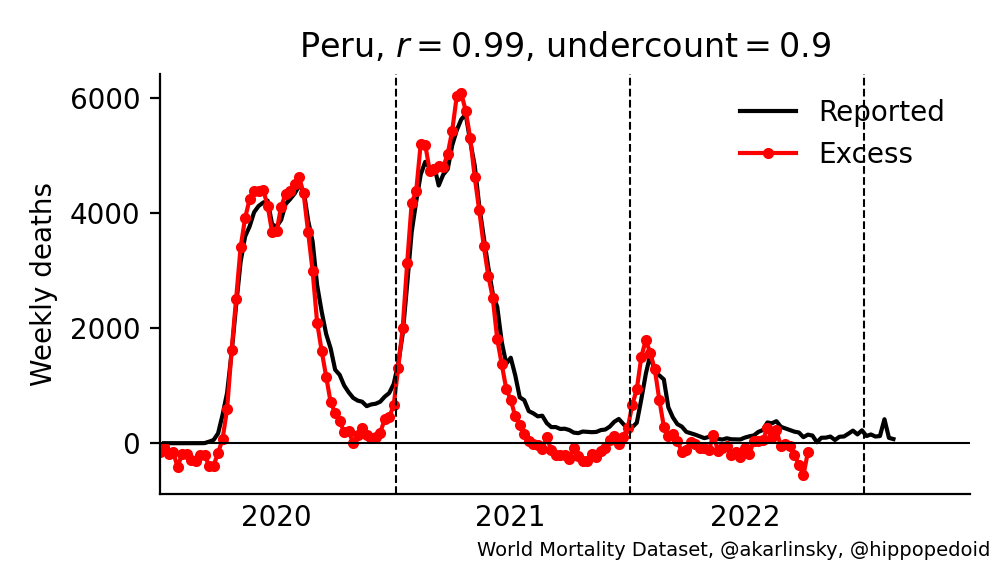 Peru, r = 0.99, undercount = 0.9
Reported
Excess
Weekly deaths
6000
4000
2000
0
2020 2021 2022
World Mortality Dataset, @akarlinsky, @hippopedoid